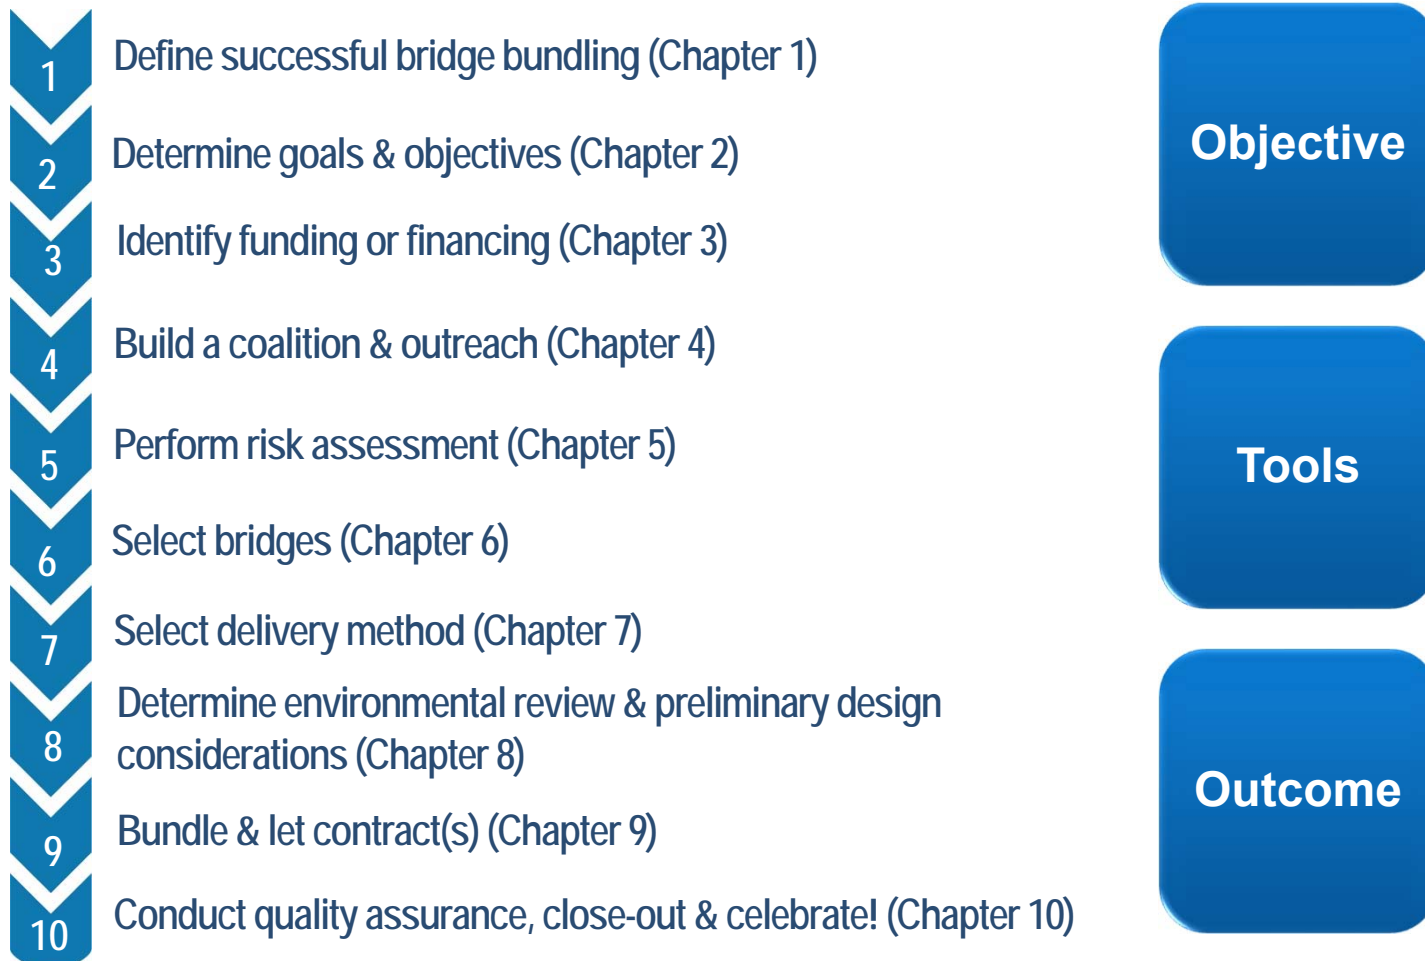 1
Define successful bridge bundling (Chapter 1)
2
Determine goals & objectives (Chapter 2)
3
Identify funding or financing (Chapter 3)
4
Build a coalition & outreach (Chapter 4)
5
Perform risk assessment (Chapter 5)
6
Select bridges (Chapter 6)
7
Select delivery method (Chapter 7)
8
Determine environmental review & preliminary design
considerations (Chapter 8)
9
Bundle & let contract(s) (Chapter 9)
10
Conduct quality assurance, close-out & celebrate! (Chapter 10)
Objective
Tools
Outcome